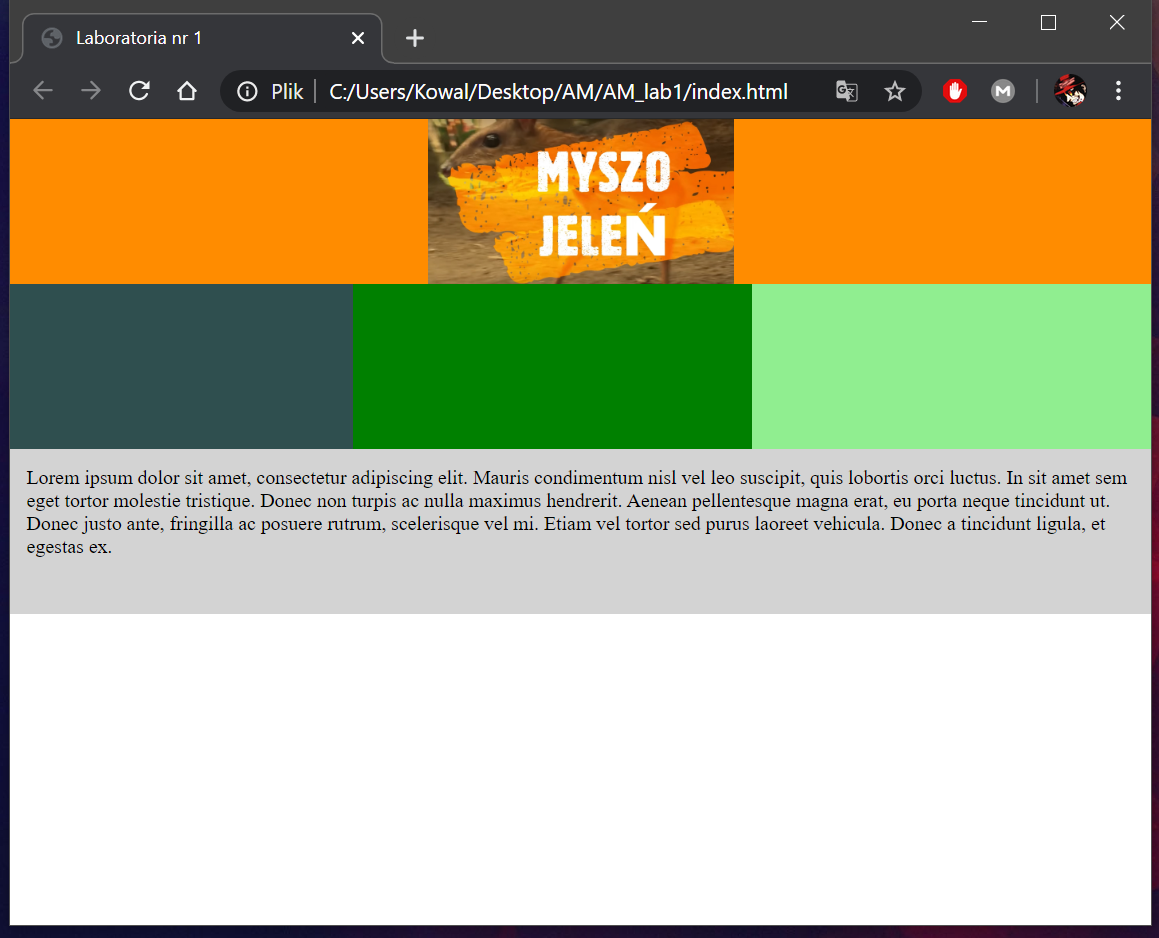 Laboratoria nr 1
Plik C:/Users/Kowal/Desktop/AM/AM_lab1/index.html
MYSZO
JELEŃ
Lorem ipsum dolor sit amet, consectetur adipiscing elit. Mauris condimentum nisl vel leo suscipit, quis lobortis orci luctus. In sit amet sem
eget tortor molestie tristique. Donec non turpis ac nulla maximus hendrerit. Aenean pellentesque magna erat, eu porta neque tincidunt ut.
Donec justo ante, fringilla ac posuere rutrum, scelerisque vel mi. Etiam vel tortor sed purus laoreet vehicula. Donec a tincidunt ligula, et
egestas ex.